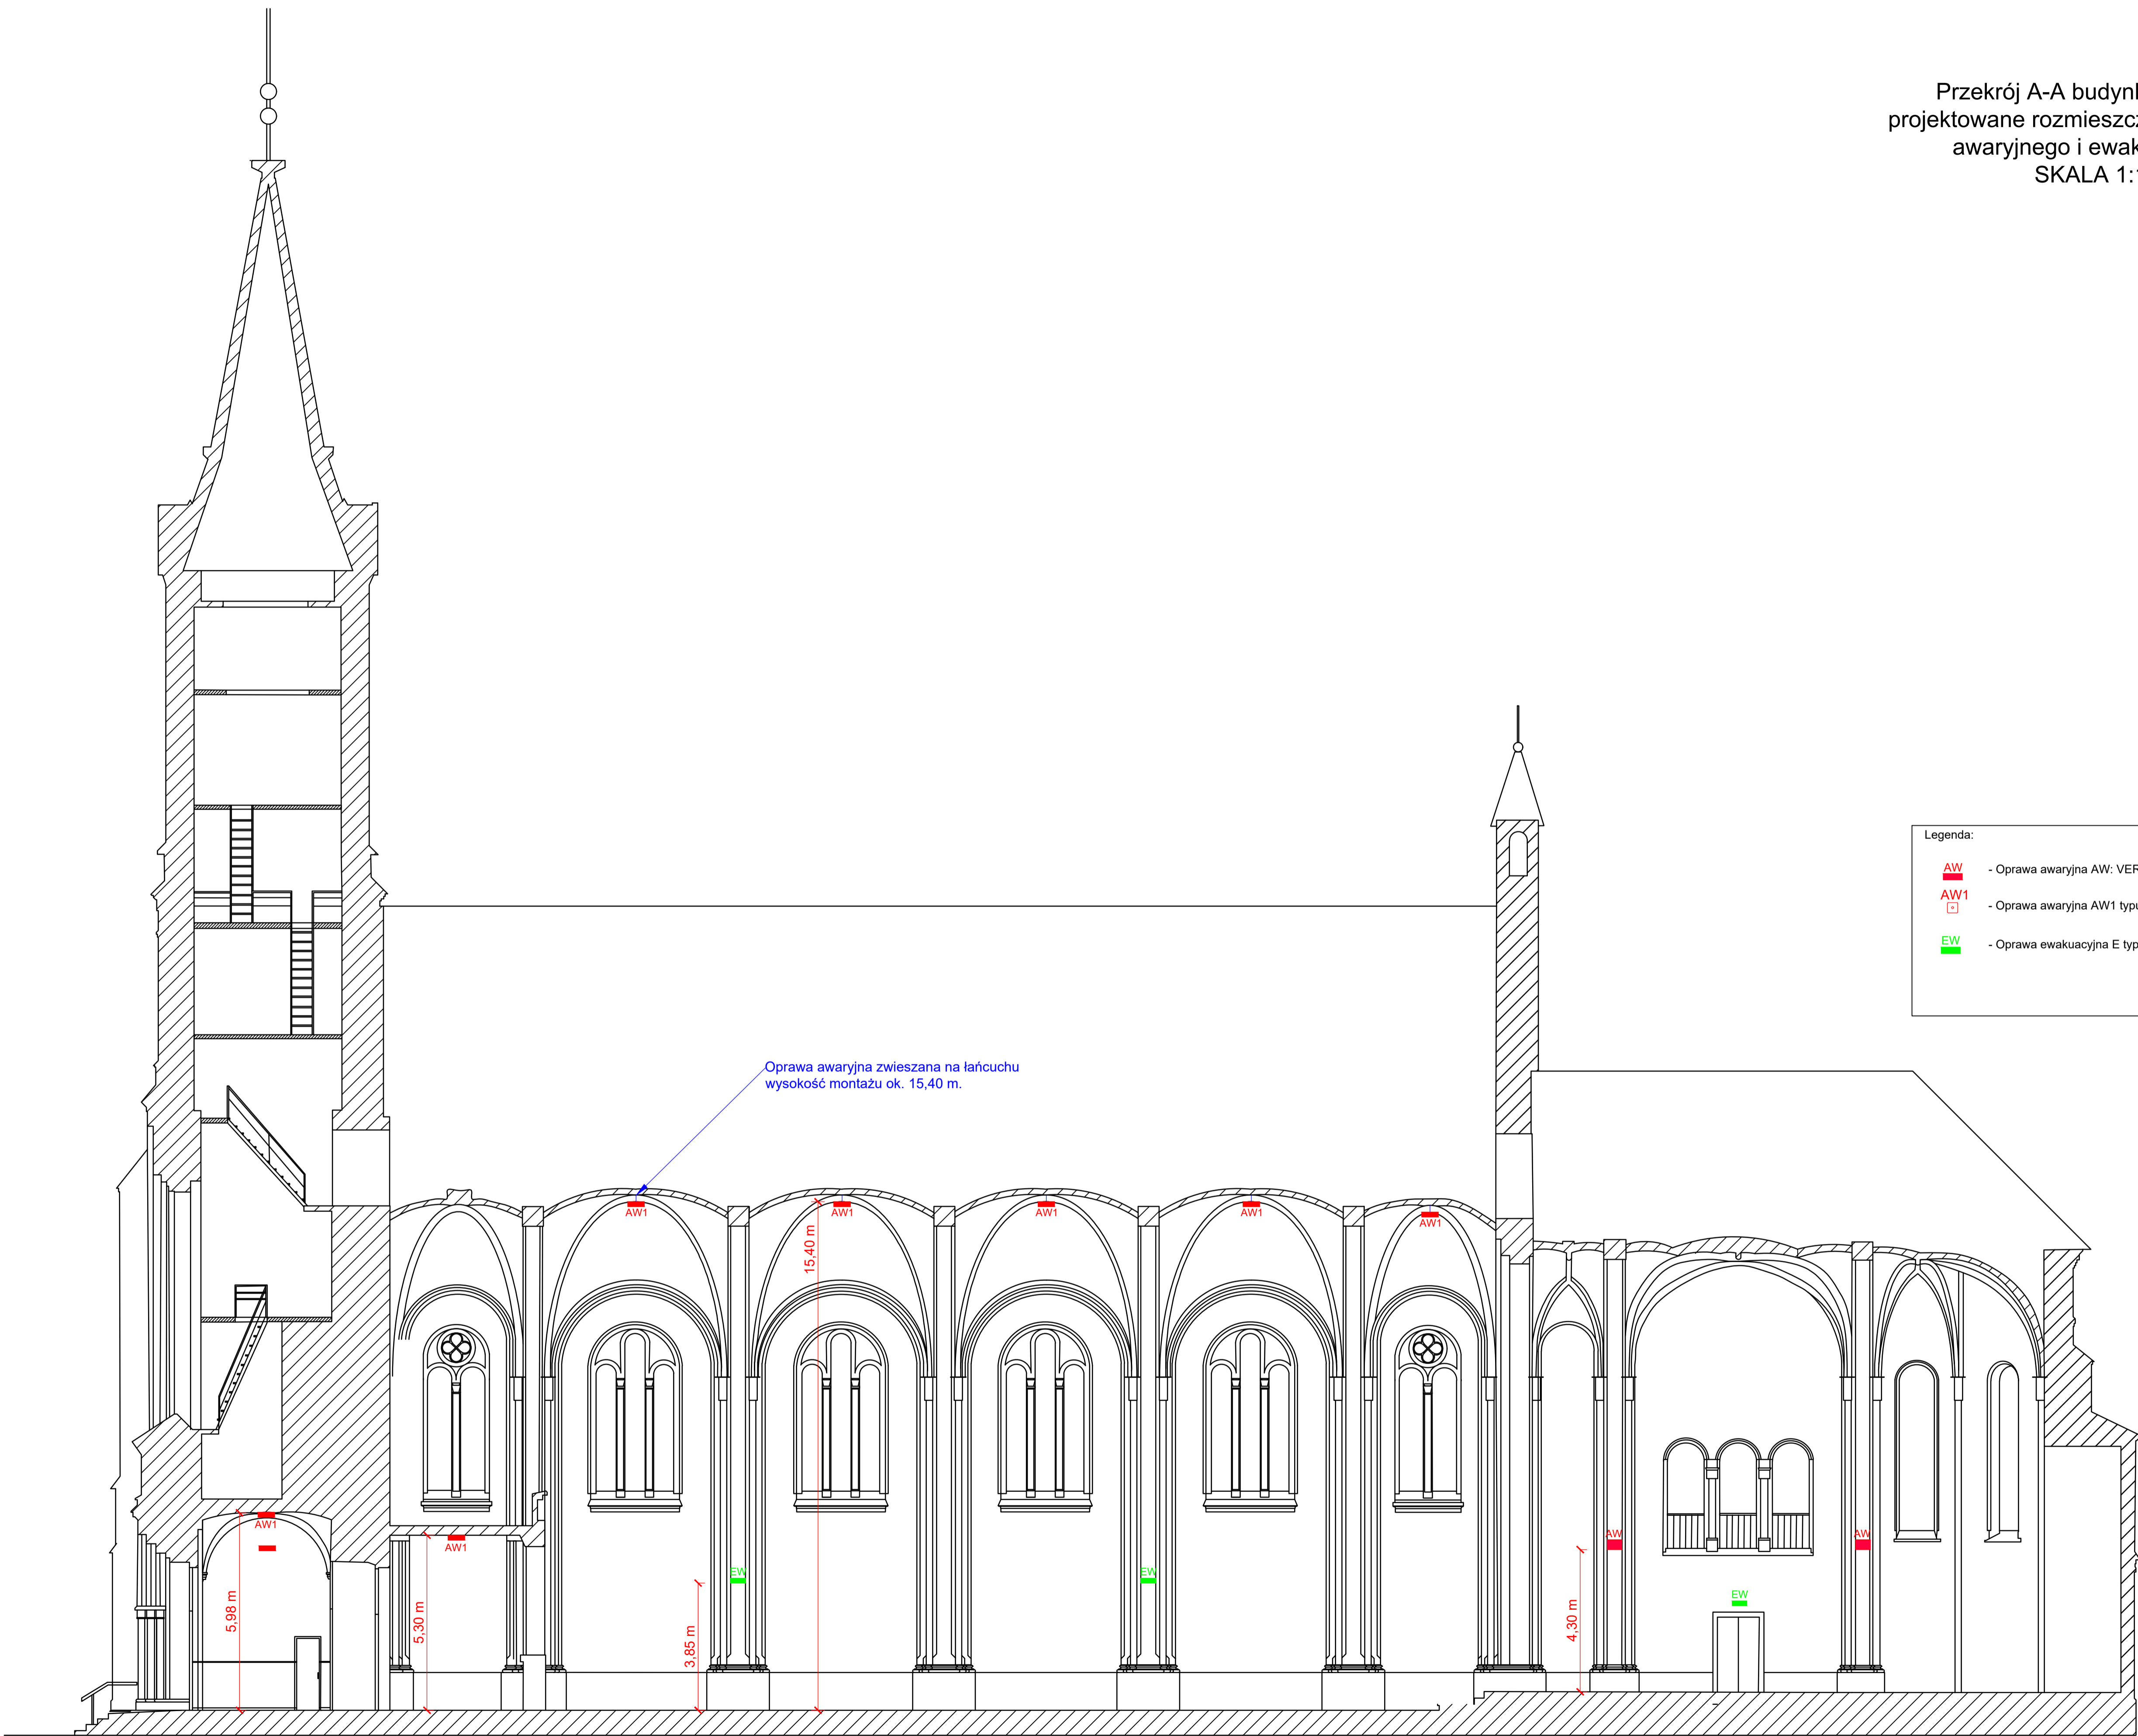 Przekrój A-A budyn
projektowane rozmieszcz
awaryjnego i ewak
SKALA 1:
Legenda:
AW - Oprawa awaryjna AW: VER
AW1 - Oprawa awaryjna AW1 typu
EW - Oprawa ewakuacyjna E typ
Oprawa awaryjna zwieszana na łańcuchu
wysokość montażu ok. 15,40 m.
AW1
AW1
AW1
AW1
AW1
15,40 m
AW1
AW1
AW
AW
EW
EW
EW
5,98 m
5,30 m
3,85 m
4,30 m